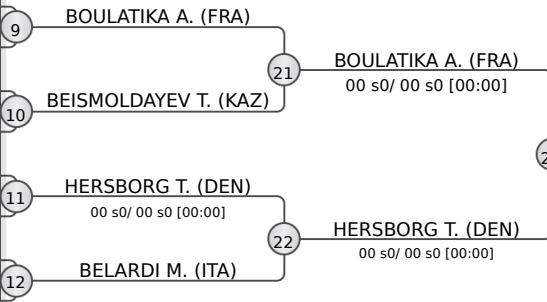 9
BOULATIKA A. (FRA)
21
BOULATIKA A. (FRA)
00 s0/ 00 s0 [00:00]
10
BEISMOLDAYEV T. (KAZ)
11
HERSBORG T. (DEN)
00 s0/ 00 s0 [00:00]
22
HERSBORG T. (DEN)
00 s0/ 00 s0 [00:00]
12
BELARDI M. (ITA)